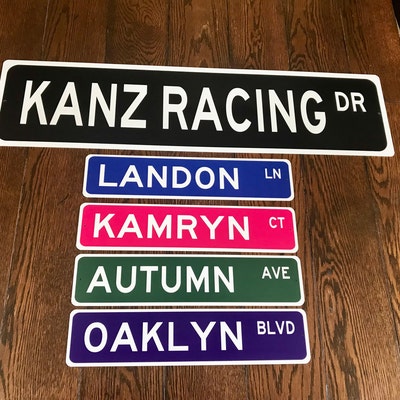 KANZ RACING DR
LANDON LN
KAMRYN CT
AUTUMN AVE
OAKLYN BLVD